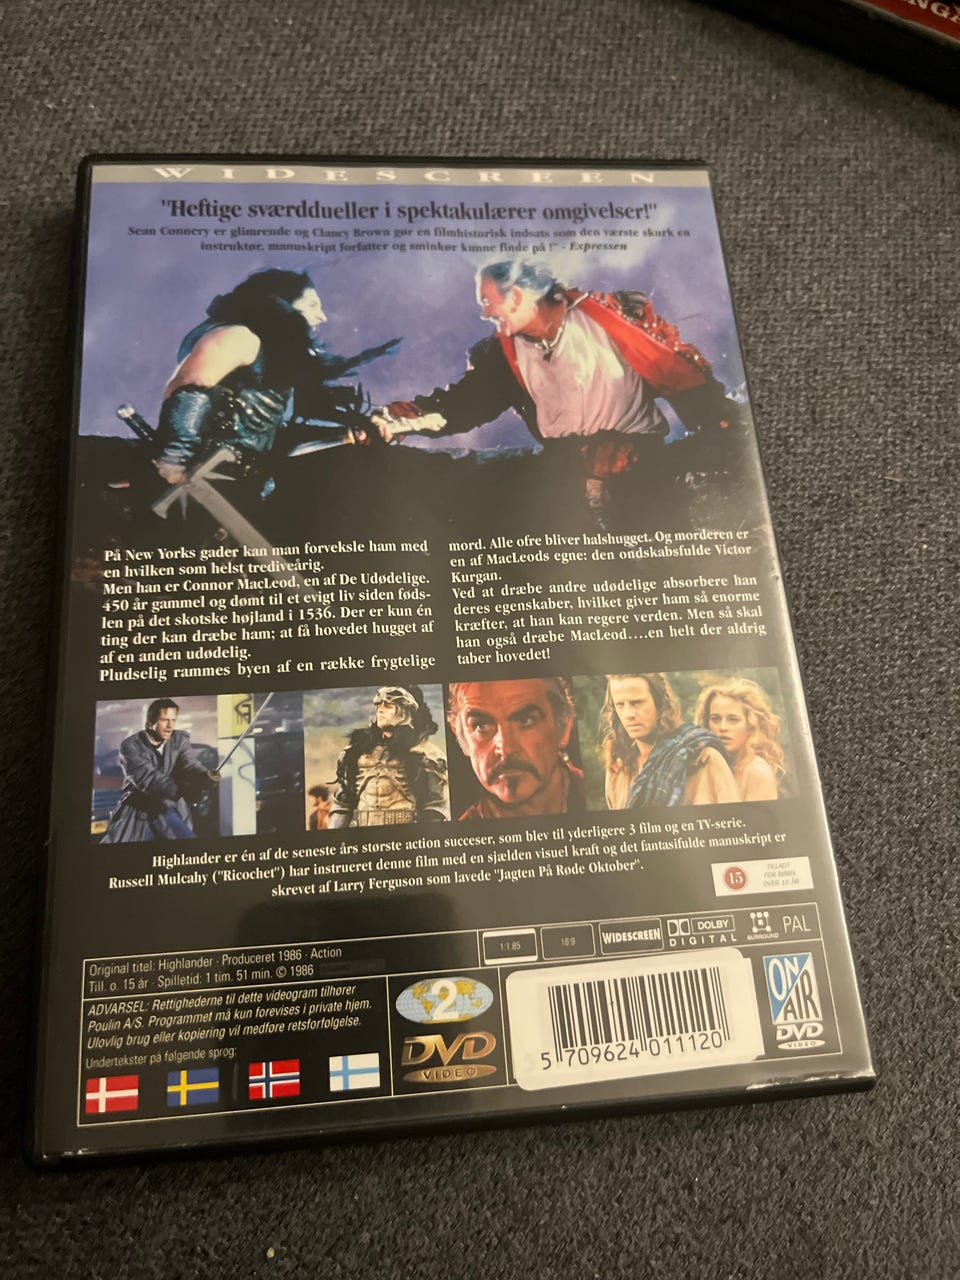 WIDESCREEN
"Heftige sværddueller i spektakulærer omgivelser!"
Sean Connery er glimrende og Clancy Brown gør en filmhistorisk indsats som den værste skurk en
instruktør, manuskript forfatter og sminkør kunne finde på !" - Expressen
På New Yorks gader kan man forveksle ham med
en hvilken som helst trediveårig.
Men han er Connor MacLeod, en af De Udødelige.
450 år gammel og dømt til et evigt liv siden føds-
len på det skotske højland i 1536. Der er kun én
ting der kan dræbe ham; at få hovedet hugget af
af en anden udødelig.
Pludselig rammes byen af en række frygtelige
mord. Alle ofre bliver halshugget. Og morderen er
en af MacLeods egne: den ondskabsfulde Victor
Kurgan.
Ved at dræbe andre udødelige absorbere han
deres egenskaber, hvilket giver ham så enorme
kræfter, at han kan regere verden. Men så skal
han også dræbe MacLeod....en helt der aldrig
taber hovedet!
Highlander er én af de seneste års største action succeser, som blev til yderligere 3 film og en TV-serie.
Russell Mulcahy ("Ricochet") har instrueret denne film med en sjælden visuel kraft og det fantasifulde manuskript er
skrevet af Larry Ferguson som lavede "Jagten På Røde Oktober".
15
TILLADT
FOR BØRN
OVER 15 ÅR
Original titel: Highlander · Produceret 1986 · Action
Till. o. 15 år · Spilletid: 1 tim. 51 min. © 1986
1:1.85
16:9
WIDESCREEN
DOLBY
DIGITAL
SURROUND
PAL
ADVARSEL: Rettighederne til dette videogram tilhører
Poulin A/S. Programmet må kun forevises i private hjem.
Ulovlig brug eller kopiering vil medføre retsforfølgelse.
Undertekster på følgende sprog:
2
DVD
VIDEO
5 709624 011120
ON
AIR
DVD
VIDEO